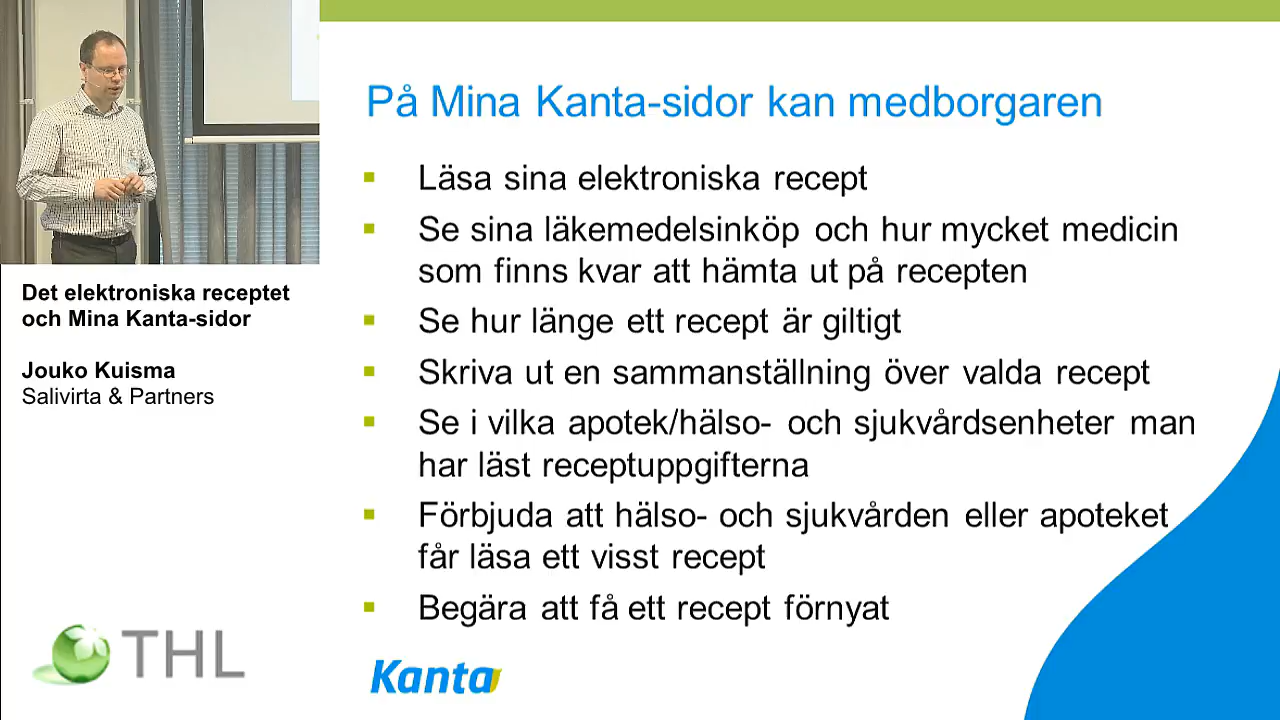 På Mina Kanta-sidor kan medborgaren
Läsa sina elektroniska recept
Se sina läkemedelsinköp och hur mycket medicin
som finns kvar att hämta ut på recepten
Se hur länge ett recept är giltigt
Skriva ut en sammanställning över valda recept
Se i vilka apotek/hälso- och sjukvårdsenheter man
har läst receptuppgifterna
Förbjuda att hälso- och sjukvården eller apoteket
får läsa ett visst recept
Begära att få ett recept förnyat
Kanta
Det elektroniska receptet
och Mina Kanta-sidor
Jouko Kuisma
Salivirta & Partners
THL